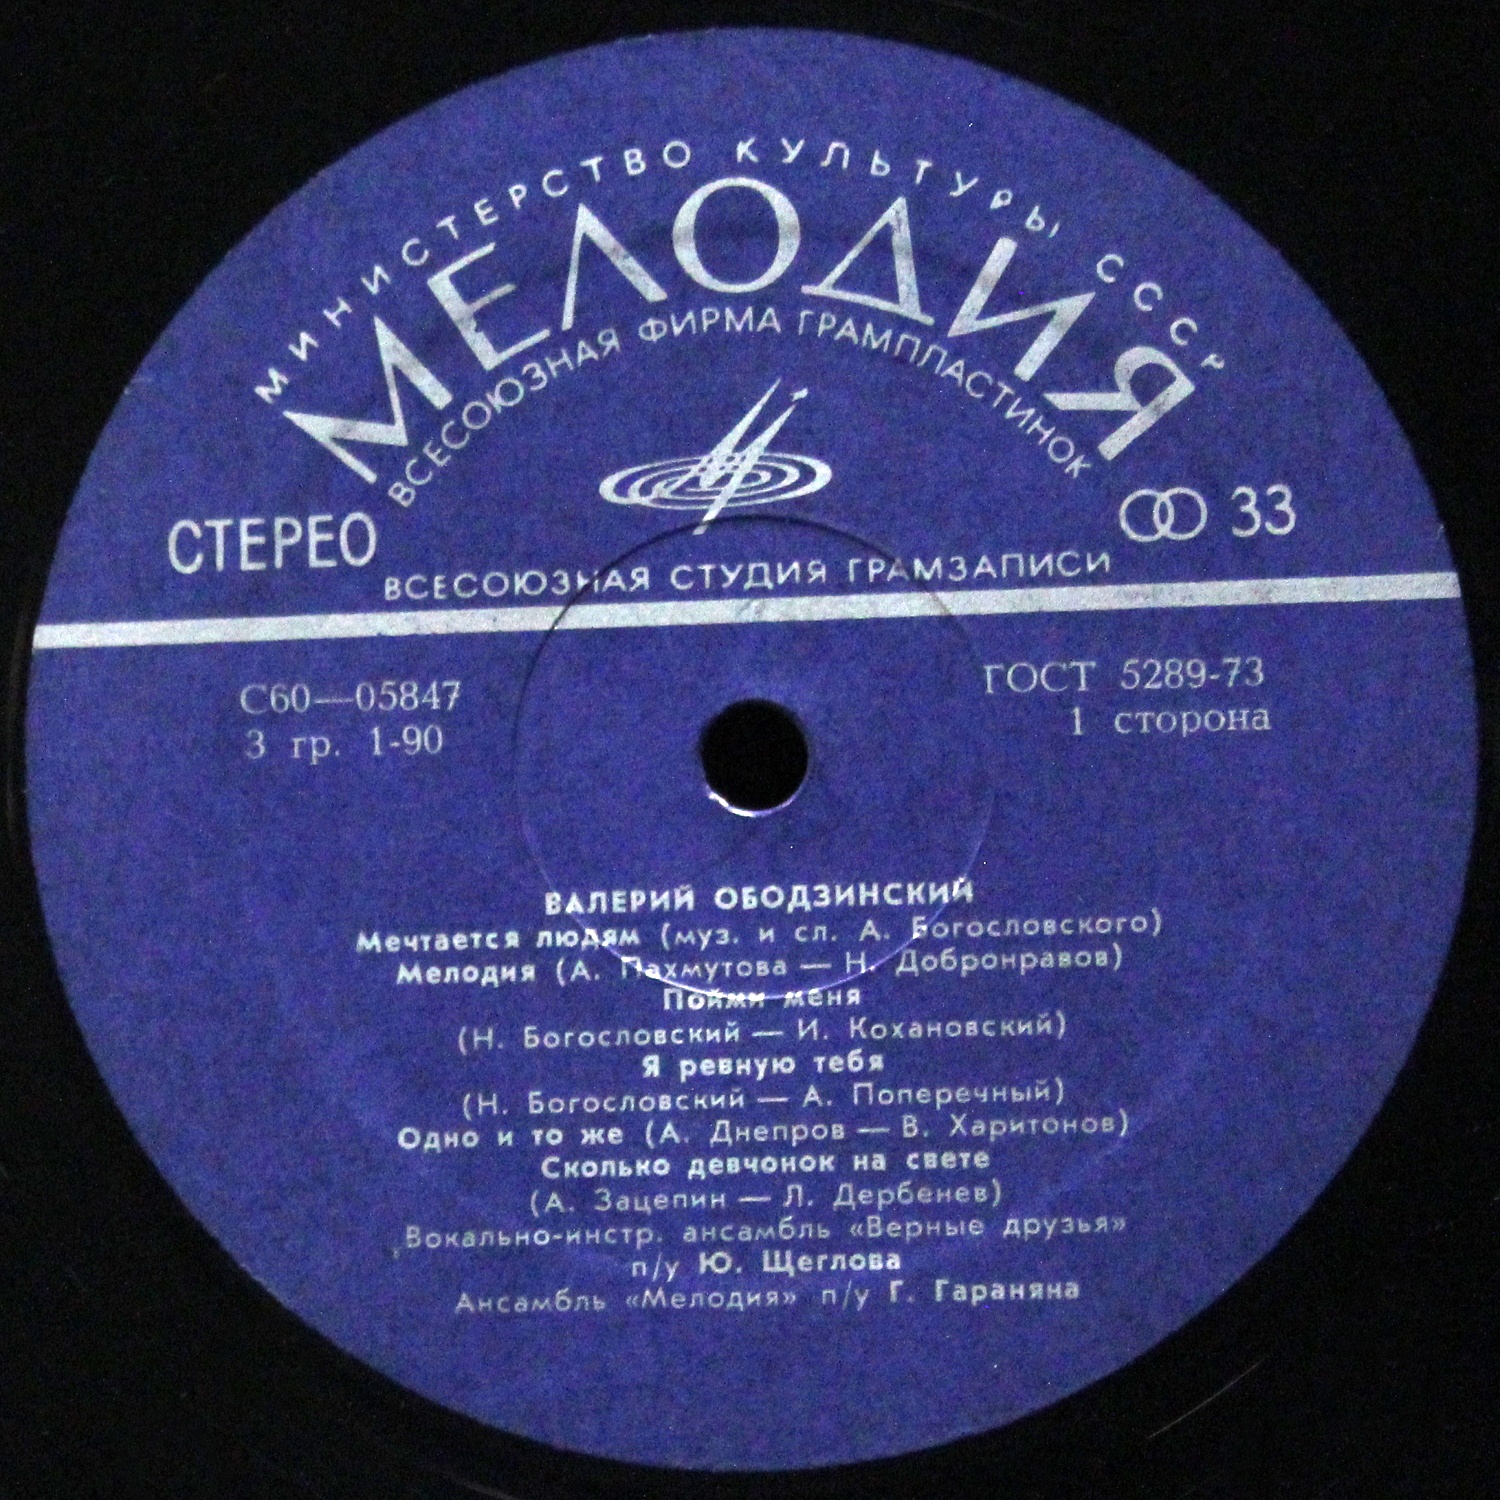 МИНИСТЕРСТВО КУЛЬТУРЫ СССР
МЕЛОДИЯ
ВСЕСОЮЗНАЯ ФИРМА ГРАМПЛАСТИНОК
СТЕРЕО
33
ВСЕСОЮЗНАЯ СТУДИЯ ГРАМЗАПИСИ
С60—05847
ГОСТ 5289-73
3 гр. 1-90
1 сторона
ВАЛЕРИЙ ОБОДЗИНСКИЙ
Мечтается людям (муз. и сл. А. Богословского)
Мелодия (А. Пахмутова — Н. Добронравов)
Пойми меня
(Н. Богословский — И. Кохановский)
Я ревную тебя
(Н. Богословский — А. Поперечный)
Одно и то же (А. Днепров — В. Харитонов)
Сколько девчонок на свете
(А. Зацепин — Л. Дербенев)
Вокально-инстр. ансамбль «Верные друзья»
п/у Ю. Щеглова
Ансамбль «Мелодия» п/у Г. Гараняна